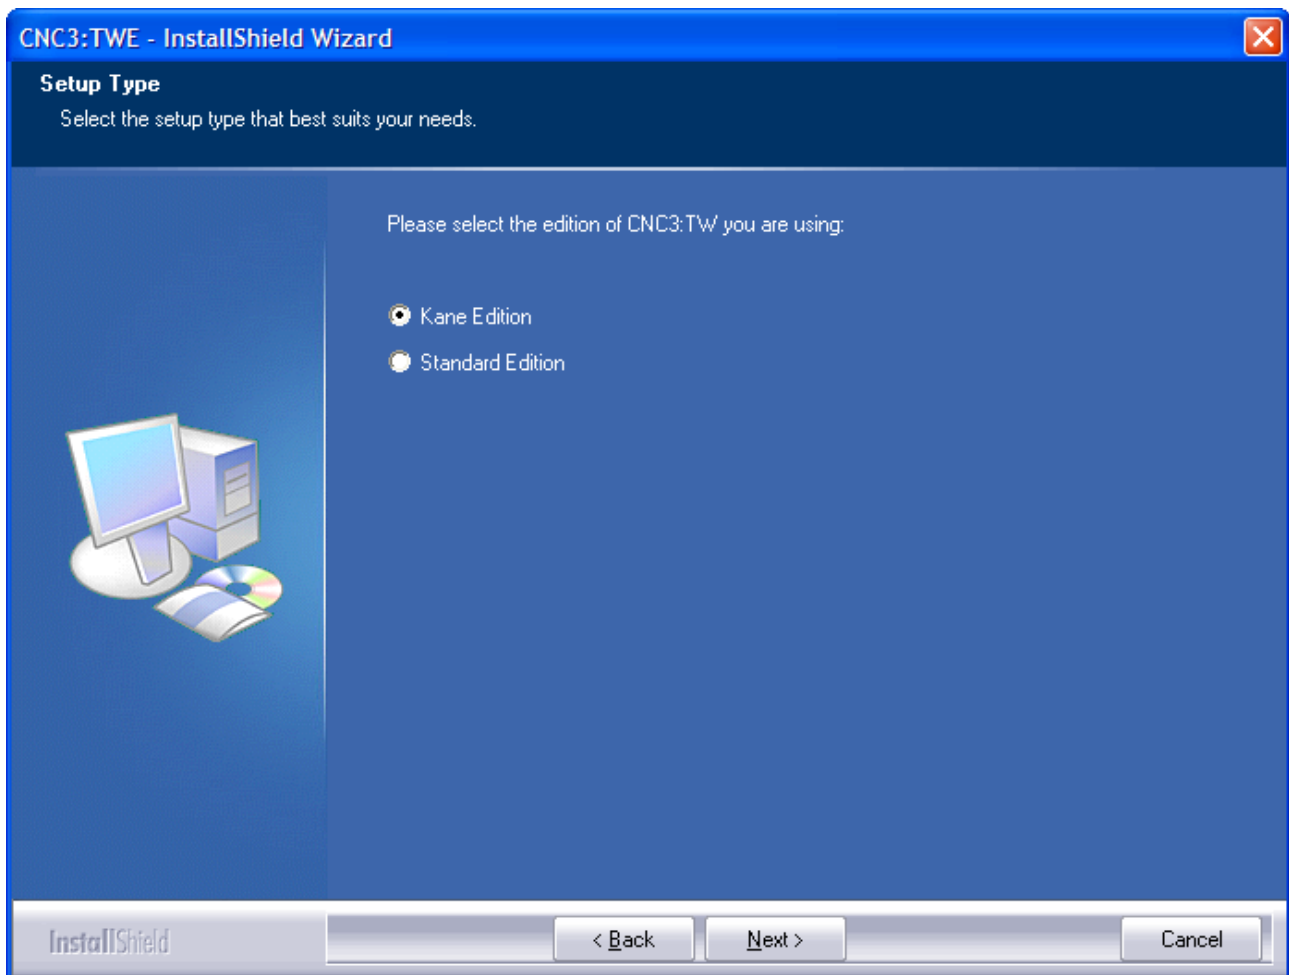 CNC3:TWE - InstallShield Wizard
Setup Type
Select the setup type that best suits your needs.
Please select the edition of CNC3:TW you are using:
Kane Edition
Standard Edition
InstallShield
< Back
Next >
Cancel